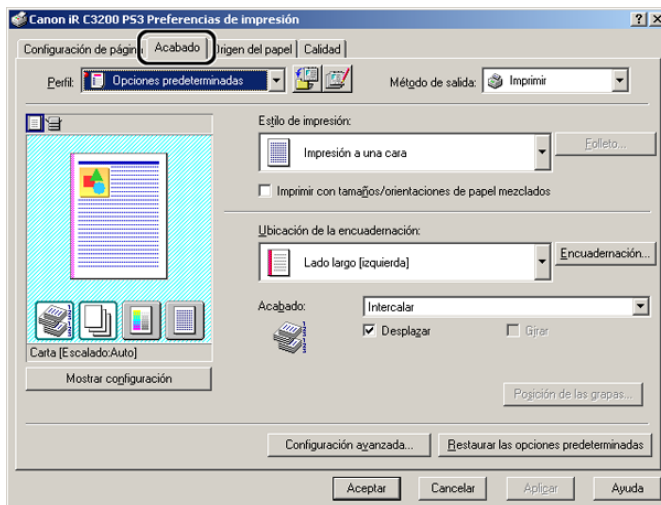 Canon iR C3200 PS3 Preferencias de impresión
Configuración de página Acabado Origen del papel Calidad
Perfil: Opciones predeterminadas Método de salida: Imprimir
Estilo de impresión:
Impresión a una cara Folleto...
Imprimir con tamaños/orientaciones de papel mezclados
Ubicación de la encuadernación:
Lado largo [izquierda] Encuadernación...
Acabado: Intercalar
Desplazar Girar
Carta [Escalado:Auto]
Mostrar configuración
Posición de las grapas...
Configuración avanzada... Restaurar las opciones predeterminadas
Aceptar Cancelar Aplicar Ayuda